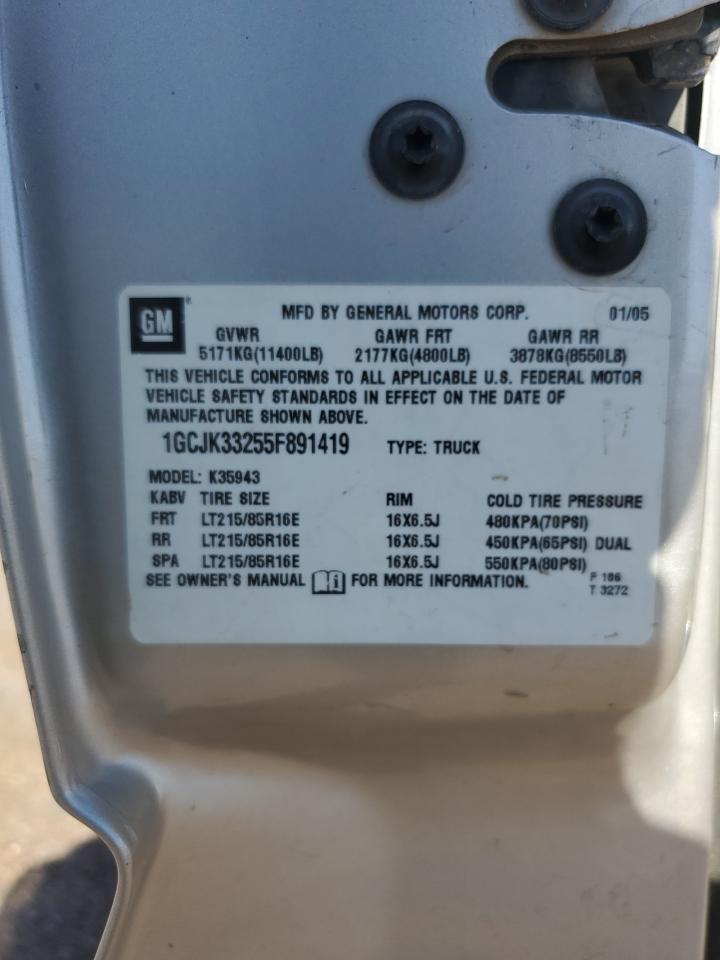 GM ® MFD BY GENERAL MOTORS CORP. 01/05
GVWR GAWR FRT GAWR RR
5171KG(11400LB) 2177KG(4800LB) 3878KG(8550LB)
THIS VEHICLE CONFORMS TO ALL APPLICABLE U.S. FEDERAL MOTOR
VEHICLE SAFETY STANDARDS IN EFFECT ON THE DATE OF
MANUFACTURE SHOWN ABOVE.
1GCJK33255F891419 TYPE: TRUCK
MODEL: K35943
KABV TIRE SIZE RIM COLD TIRE PRESSURE
FRT LT215/85R16E 16X6.5J 480KPA(70PSI)
RR LT215/85R16E 16X6.5J 450KPA(65PSI) DUAL
SPA LT215/85R16E 16X6.5J 550KPA(80PSI)
SEE OWNER'S MANUAL i FOR MORE INFORMATION. F 186
T 3272